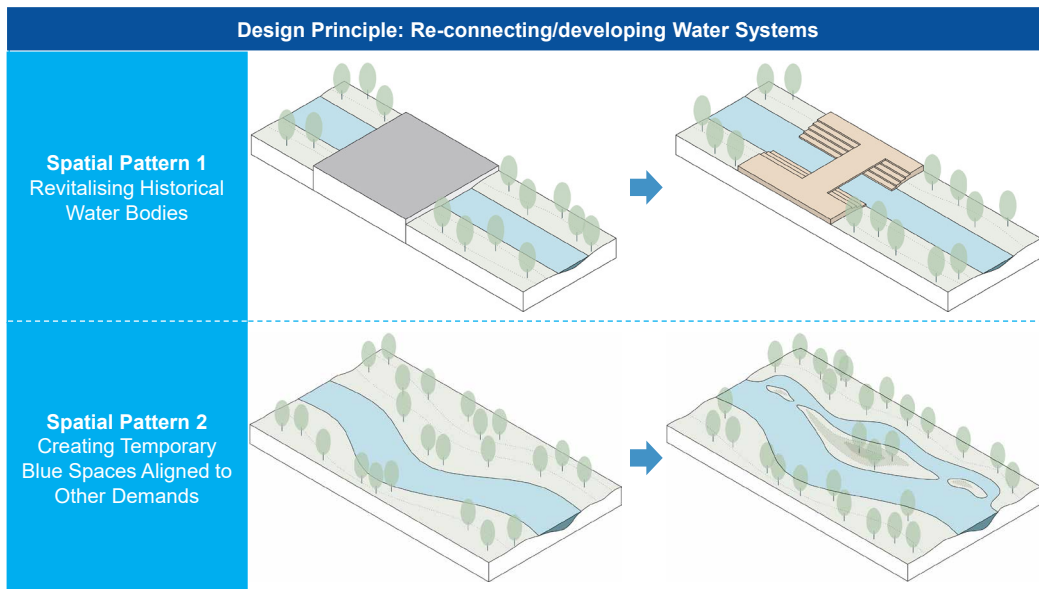 Design Principle: Re-connecting/developing Water Systems
Spatial Pattern 1
Revitalising Historical
Water Bodies
Spatial Pattern 2
Creating Temporary
Blue Spaces Aligned to
Other Demands